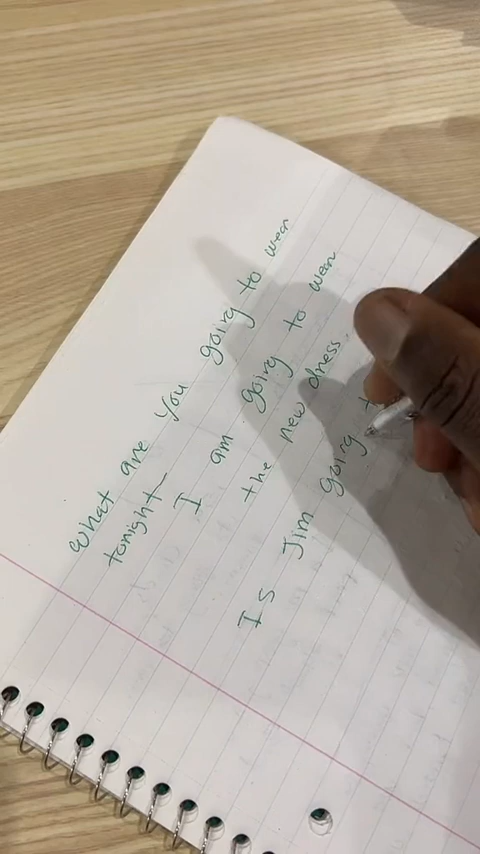 What are you going to wear
tonight
I am going to wear
the new dress.
Is Jim going t